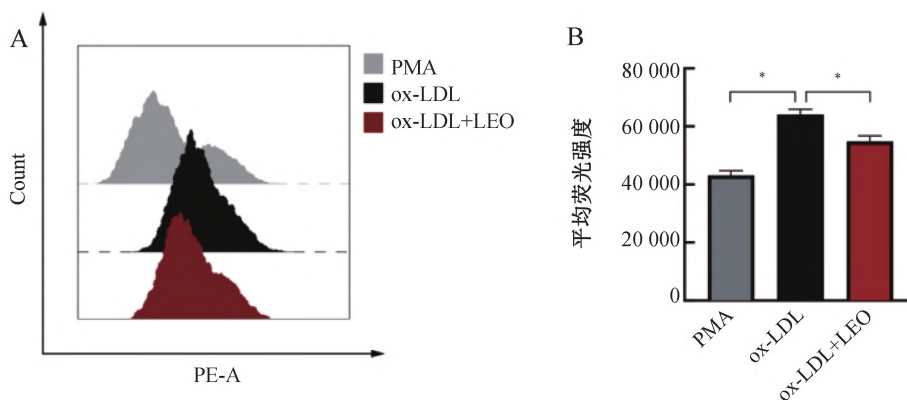 A
Count
PE-A
PMA
ox-LDL
ox-LDL+LEO
B
平均荧光强度
80 000
60 000
40 000
20 000
0
*
*
PMA
ox-LDL
ox-LDL+LEO